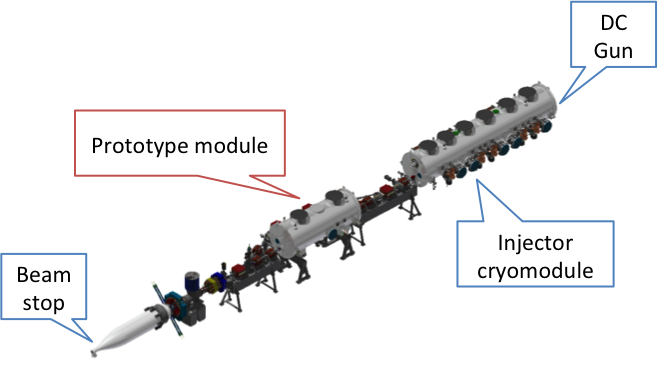 DC
Gun
Prototype module
Injector
cryomodule
Beam
stop